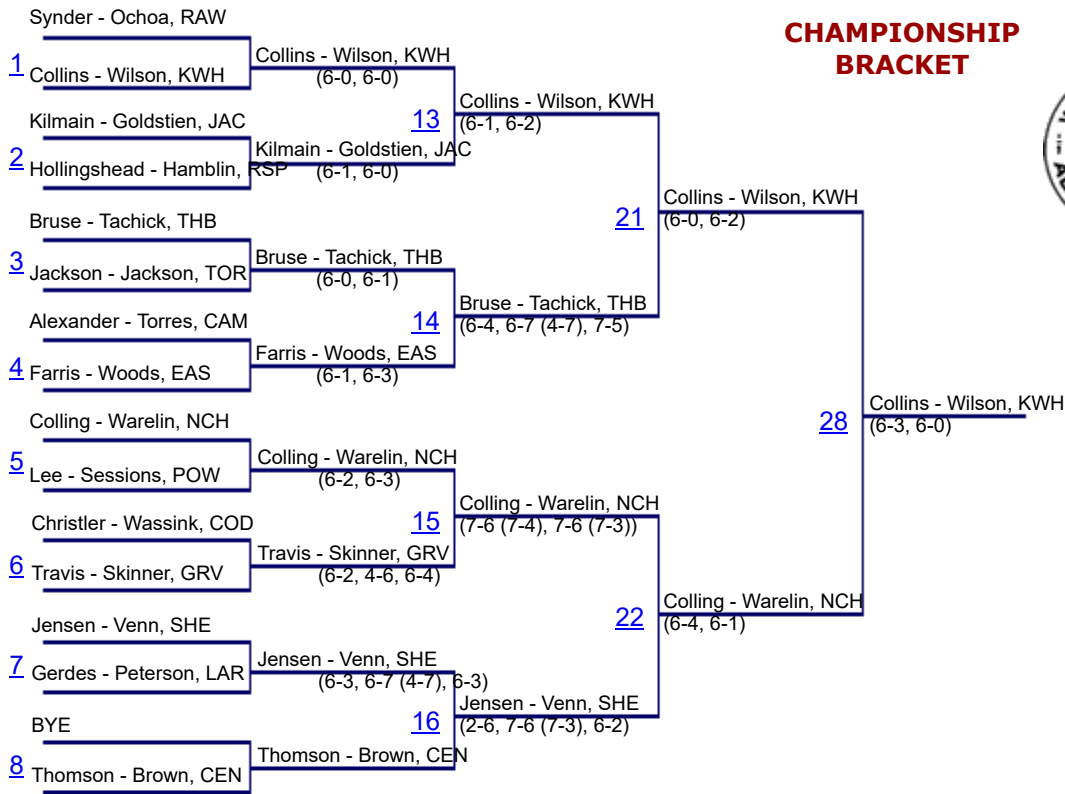 CHAMPIONSHIP
BRACKET
Synder - Ochoa, RAW
1
Collins - Wilson, KWH
Collins - Wilson, KWH
(6-0, 6-0)
Kilmain - Goldstien, JAC
2
Hollingshead - Hamblin, RSP
Kilmain - Goldstien, JAC
(6-1, 6-0)
13
Collins - Wilson, KWH
(6-1, 6-2)
Bruse - Tachick, THB
3
Jackson - Jackson, TOR
Bruse - Tachick, THB
(6-0, 6-1)
Alexander - Torres, CAM
4
Farris - Woods, EAS
Farris - Woods, EAS
(6-1, 6-3)
14
Bruse - Tachick, THB
(6-4, 6-7 (4-7), 7-5)
21
Collins - Wilson, KWH
(6-0, 6-2)
Colling - Warelin, NCH
5
Lee - Sessions, POW
Colling - Warelin, NCH
(6-2, 6-3)
Christler - Wassink, COD
6
Travis - Skinner, GRV
Travis - Skinner, GRV
(6-2, 4-6, 6-4)
15
Colling - Warelin, NCH
(7-6 (7-4), 7-6 (7-3))
Jensen - Venn, SHE
7
Gerdes - Peterson, LAR
Jensen - Venn, SHE
(6-3, 6-7 (4-7), 6-3)
BYE
8
Thomson - Brown, CEN
Thomson - Brown, CEN
16
Jensen - Venn, SHE
(2-6, 7-6 (7-3), 6-2)
22
Colling - Warelin, NCH
(6-4, 6-1)
28
Collins - Wilson, KWH
(6-3, 6-0)